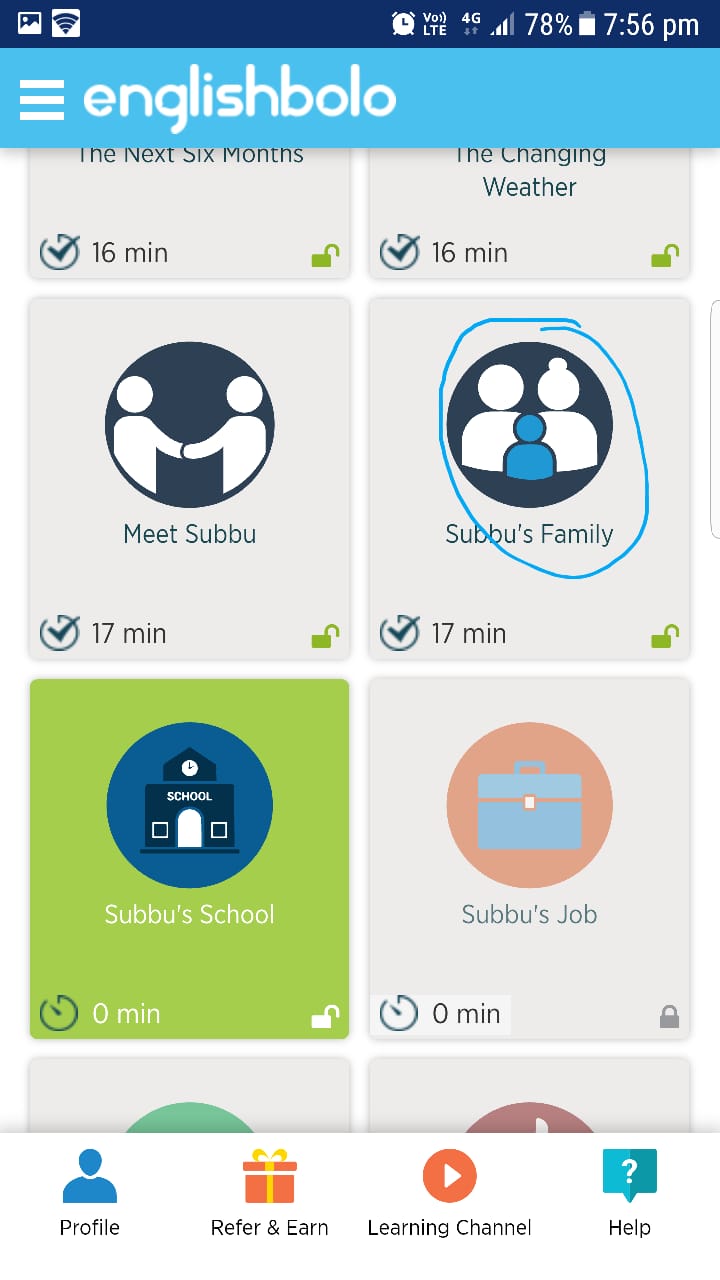 Vo))
LTE
4G
78%
7:56 pm
englishbolo
The Next Six Months
The Changing
Weather
16 min
16 min
Meet Subbu
Subbu's Family
17 min
17 min
SCHOOL
Subbu's School
Subbu's Job
0 min
0 min
?
Profile
Refer & Earn
Learning Channel
Help